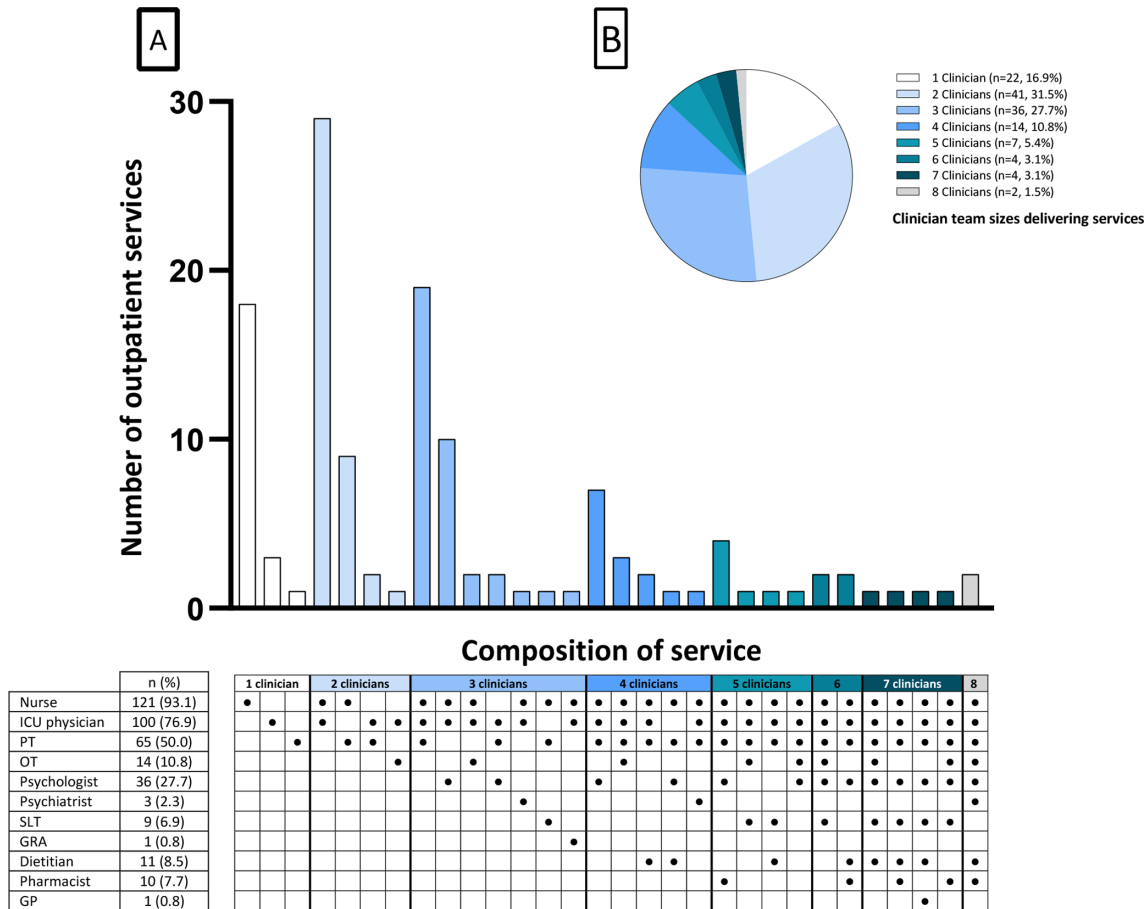 A
B
1 Clinician (n=22, 16.9%)
2 Clinicians (n=41, 31.5%)
3 Clinicians (n=36, 27.7%)
4 Clinicians (n=14, 10.8%)
5 Clinicians (n=7, 5.4%)
6 Clinicians (n=4, 3.1%)
7 Clinicians (n=4, 3.1%)
8 Clinicians (n=2, 1.5%)
Clinician team sizes delivering services
Number of outpatient services
30
20
10
0
Composition of service
n (%)
1 clinician 2 clinicians 3 clinicians 4 clinicians 5 clinicians 6 7 clinicians 8
Nurse 121 (93.1)
ICU physician 100 (76.9)
PT 65 (50.0)
OT 14 (10.8)
Psychologist 36 (27.7)
Psychiatrist 3 (2.3)
SLT 9 (6.9)
GRA 1 (0.8)
Dietitian 11 (8.5)
Pharmacist 10 (7.7)
GP 1 (0.8)